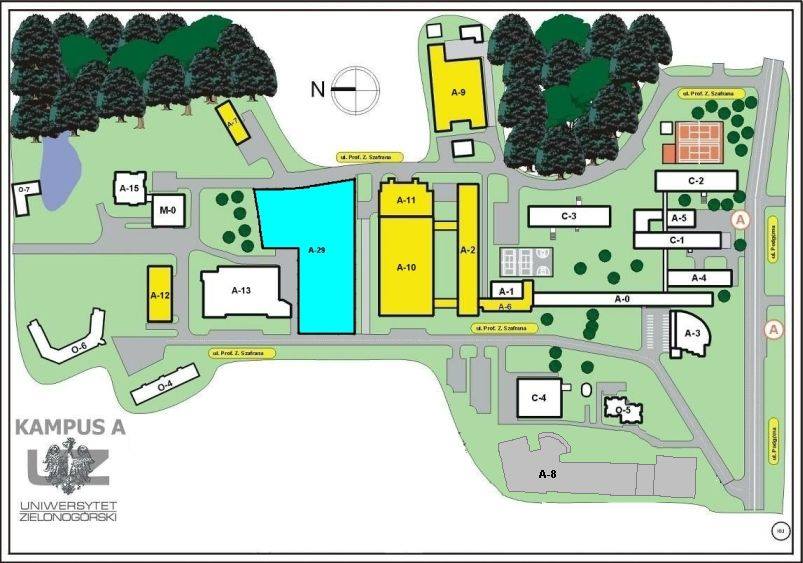 A-9
N
ul. Prof. Z. Szafrana
A-7
ul. Prof. Z. Szafrana
A-15
O-7
M-0
A-11
C-2
C-3
A-5
A
C-1
ul. Podgórna
A-29
A-10
A-2
A-12
A-13
A-1
A-4
A-6
A-0
ul. Prof. Z. Szafrana
A
A-3
O-6
ul. Prof. Z. Szafrana
O-4
C-4
O-5
KAMPUS A
UZ
UNIWERSYTET
ZIELONOGÓRSKI
A-8
ul. Podgórna